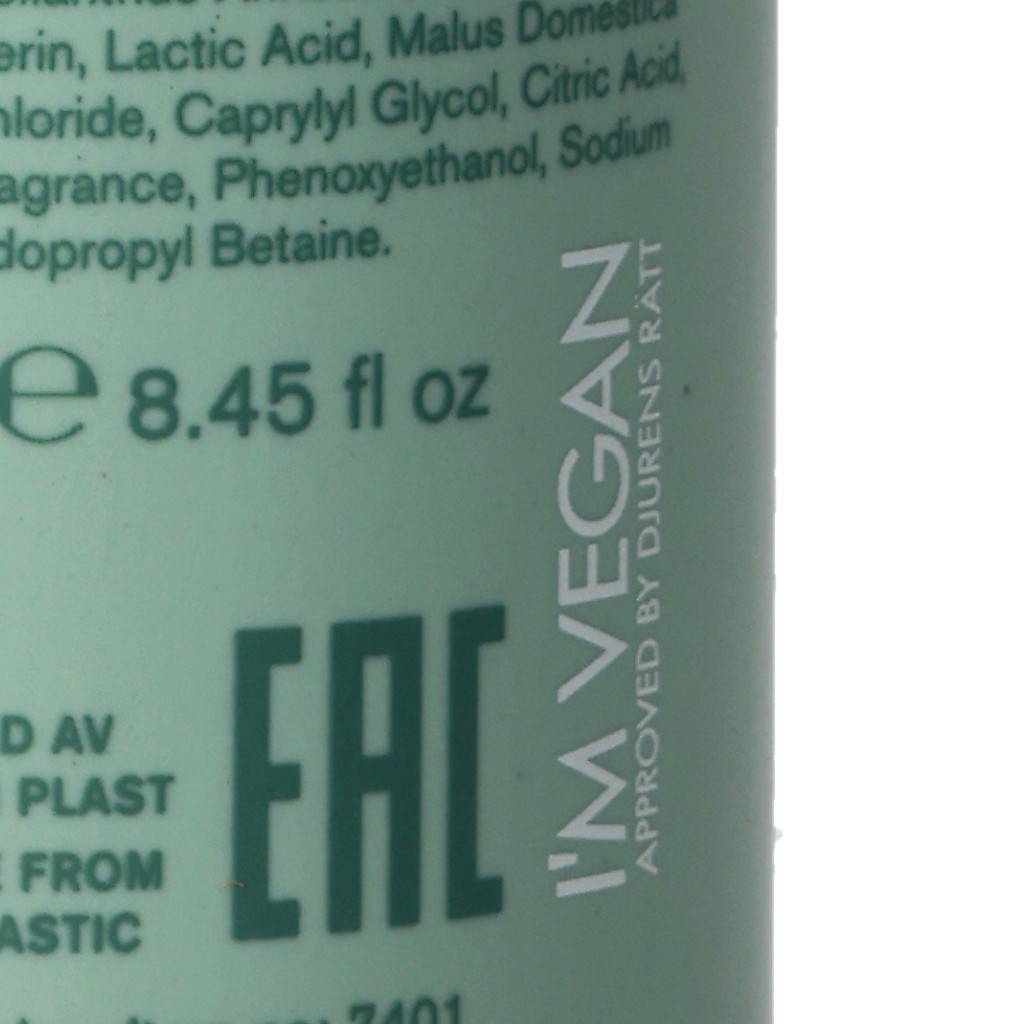 erin, Lactic Acid, Malus Domestica
hloride, Caprylyl Glycol, Citric Acid,
agrance, Phenoxyethanol, Sodium
dopropyl Betaine.
e 8.45 fl oz
D AV
PLAST
E FROM
ASTIC
EAC
7401
I'M VEGAN
APPROVED BY DJURENS RÄTT